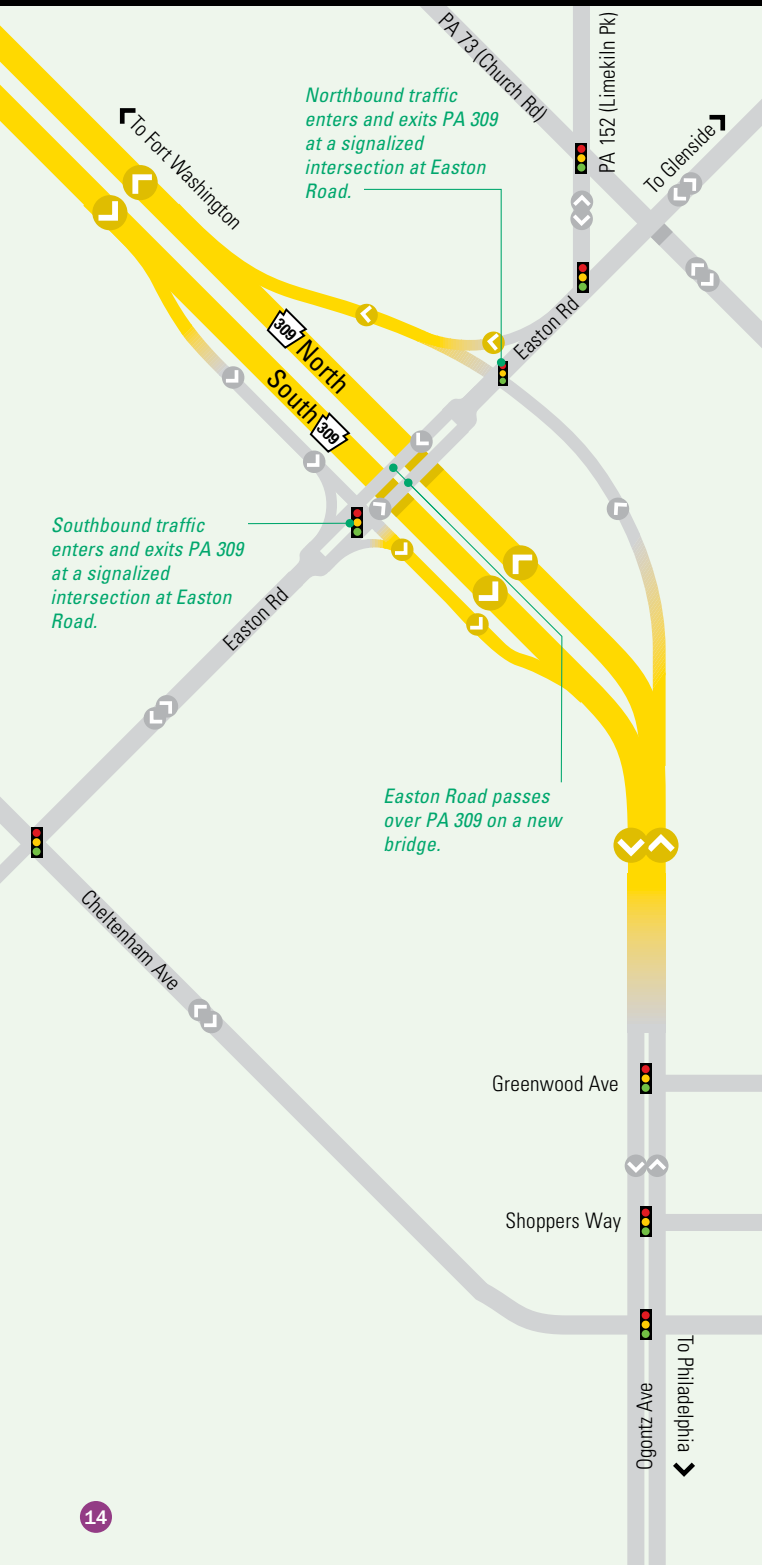 PA 73 (Church Rd)
PA 152 (Limekiln Pk)
To Glenside
To Fort Washington
Northbound traffic
enters and exits PA 309
at a signalized
intersection at Easton
Road.
Easton Rd
309 North
South 309
Southbound traffic
enters and exits PA 309
at a signalized
intersection at Easton
Road.
Easton Rd
Easton Road passes
over PA 309 on a new
bridge.
Cheltenham Ave
Greenwood Ave
Shoppers Way
Ogontz Ave
To Philadelphia
14